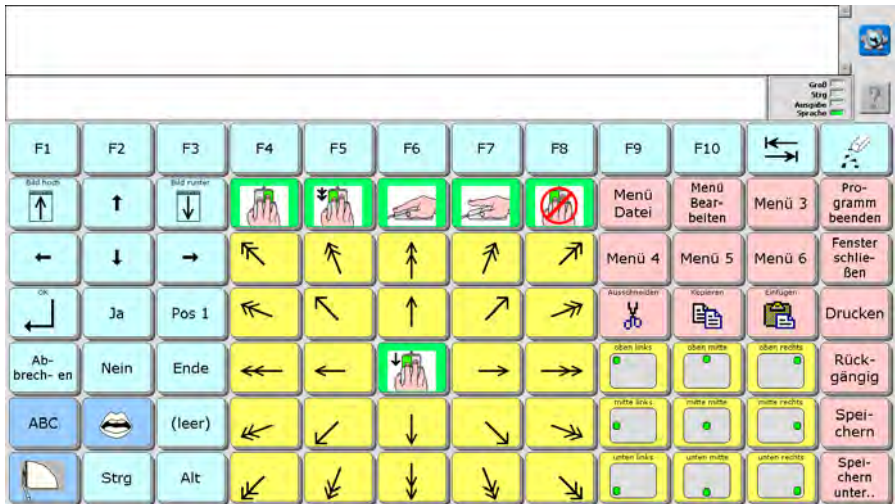 Groß
Strg
Ausgabe
Sprache
?
F1 F2 F3 F4 F5 F6 F7 F8 F9 F10
Bild hoch Bild runter
Menü
Datei
Menü
Bear-
beiten
Menü 3
Pro-
gramm
beenden
Menü 4 Menü 5 Menü 6
Fenster
schlie-
ßen
OK
Ja Pos 1
Ausschneiden Kopieren Einfügen
Drucken
Ab-
brech- en
Nein Ende
oben links oben mitte oben rechts
Rück-
gängig
ABC (leer)
mitte links mitte mitte mitte rechts
Spei-
chern
Strg Alt
unten links unten mitte unten rechts
Spei-
chern
unter..